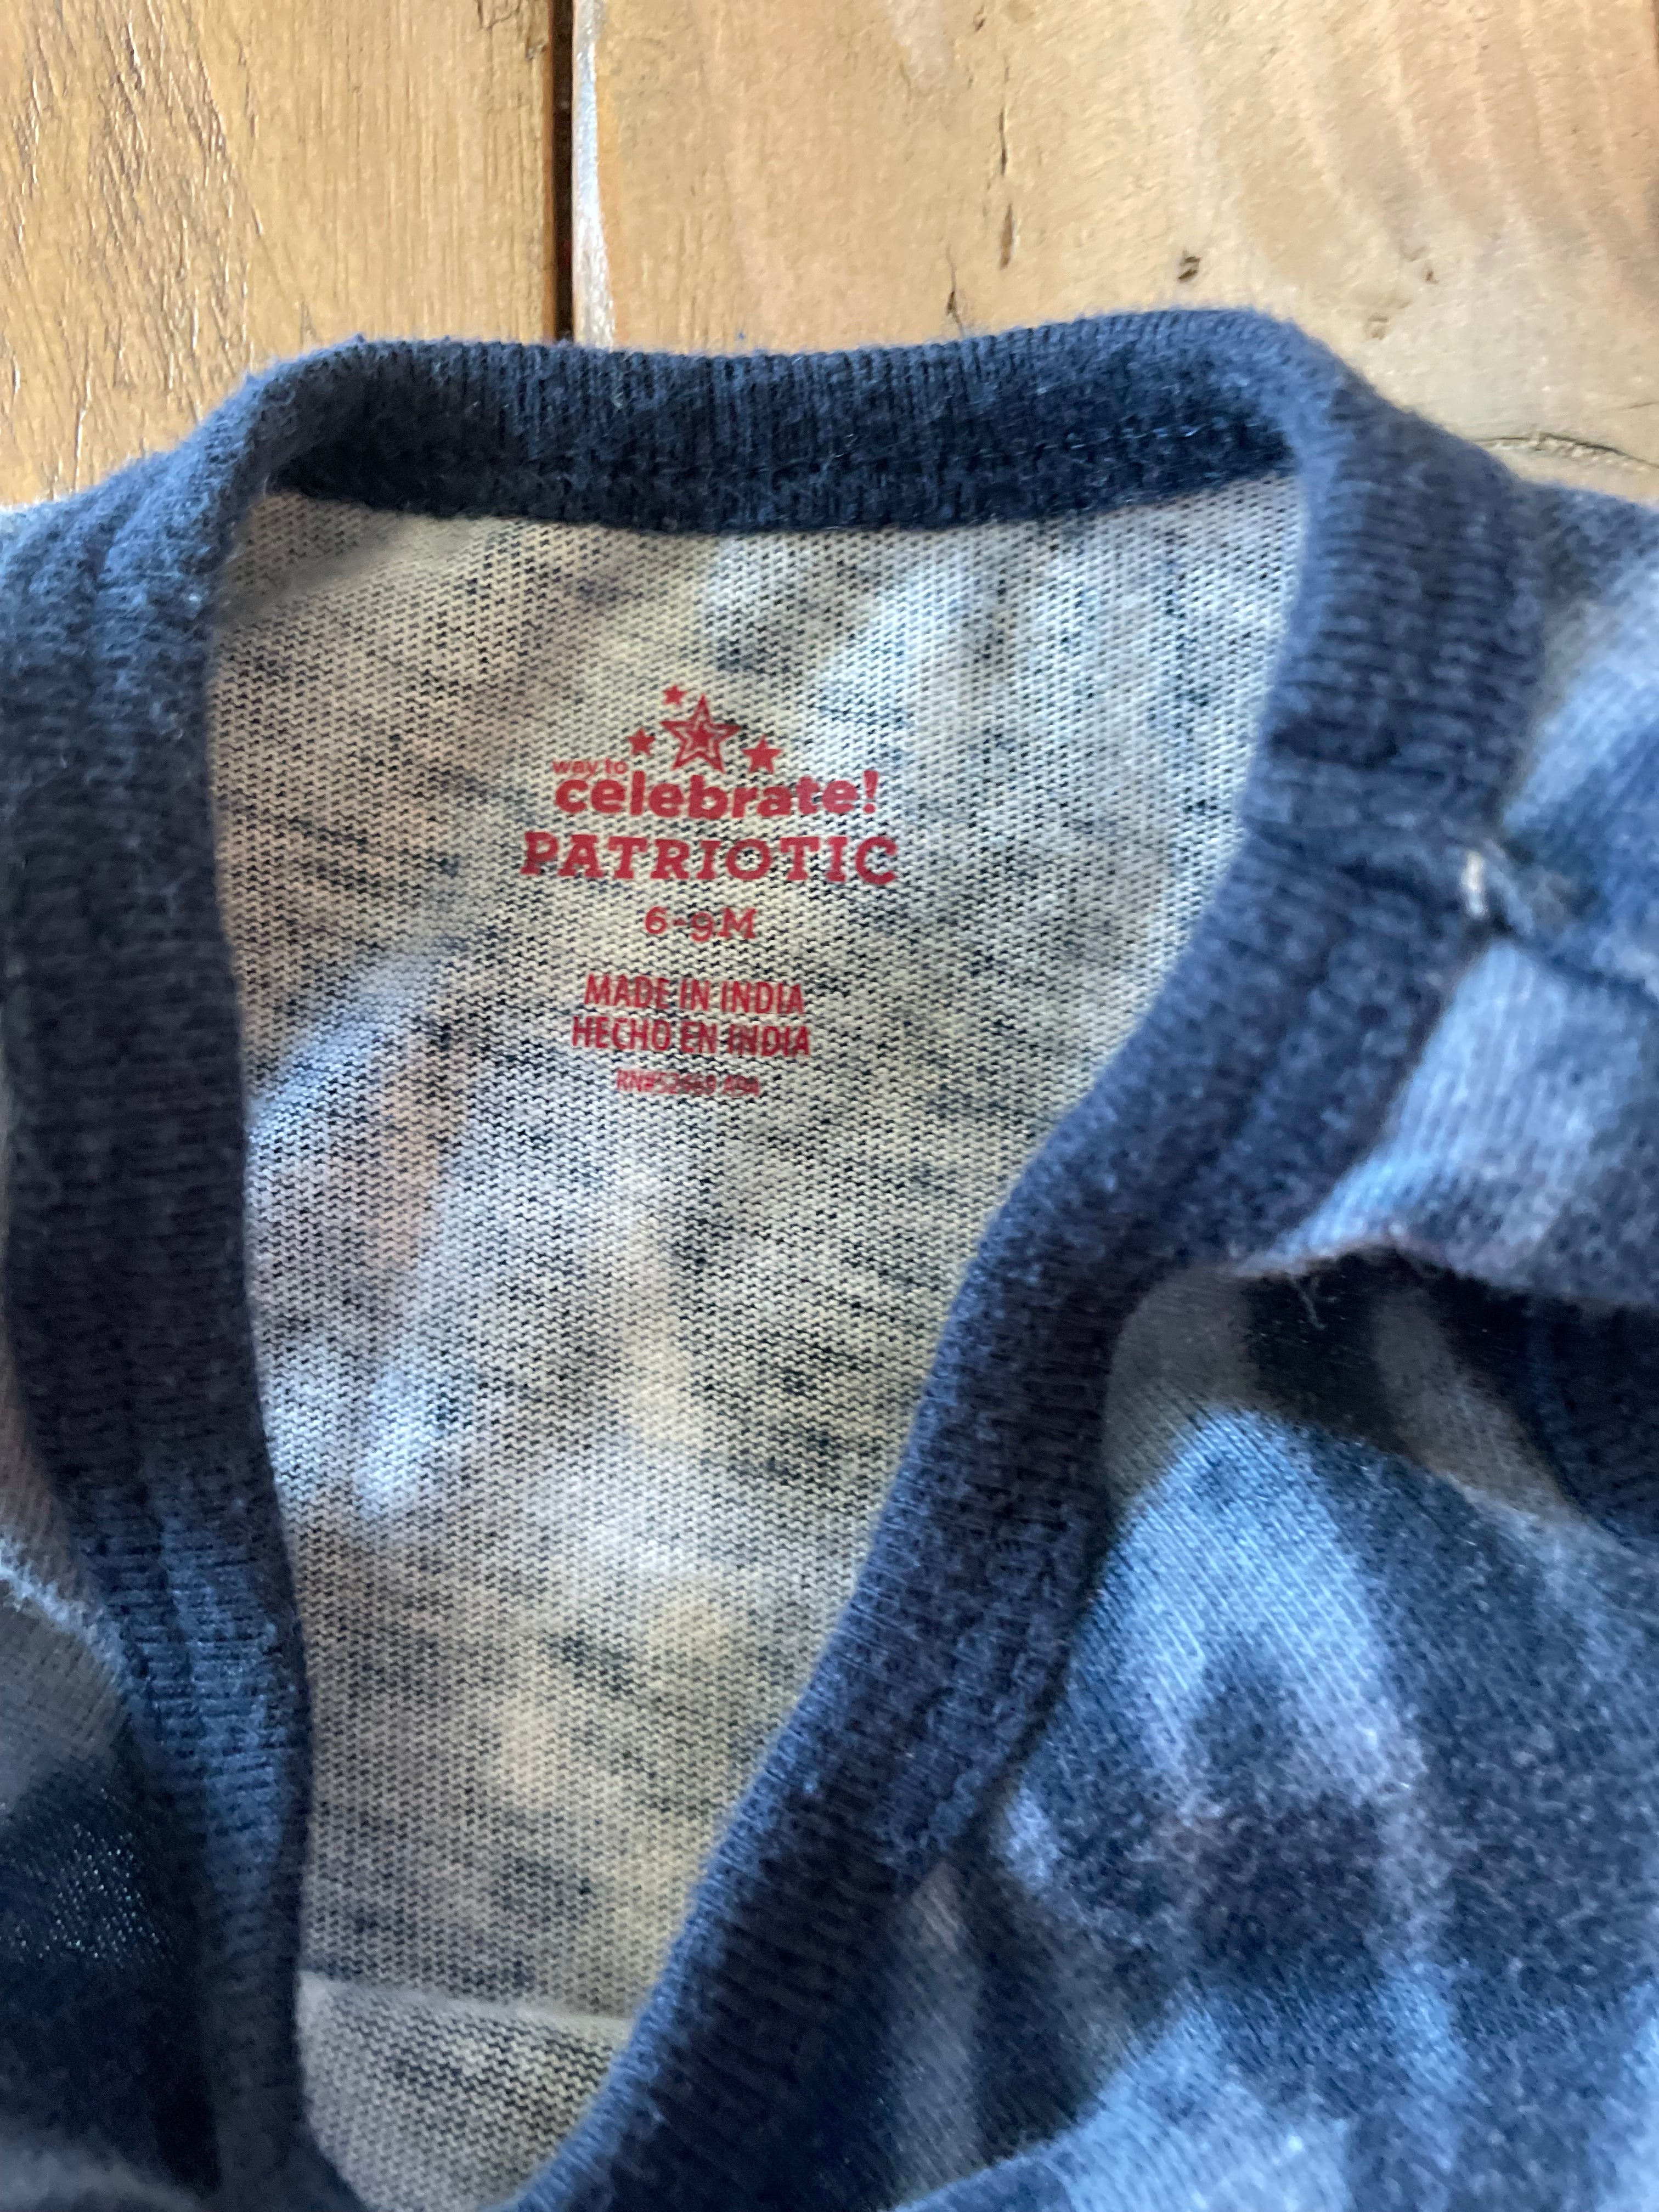 way to
celebrate!
PATRIOTIC
6-9M
MADE IN INDIA
HECHO EN INDIA